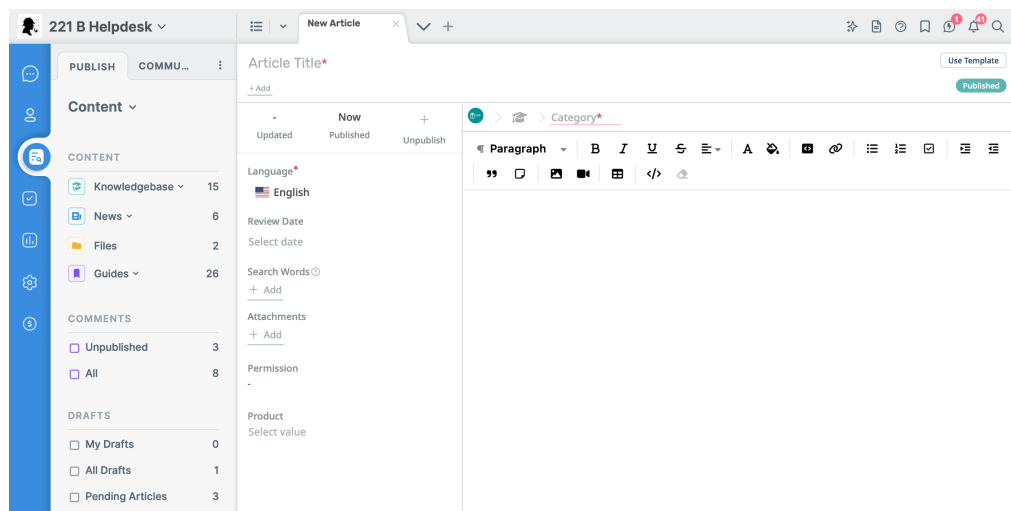 221 B Helpdesk
New Article
1
41
PUBLISH
COMMU...
Content
CONTENT
Knowledgebase 15
News 6
Files 2
Guides 26
COMMENTS
Unpublished 3
All 8
DRAFTS
My Drafts 0
All Drafts 1
Pending Articles 3
Article Title*
+ Add
Use Template
Published
- Now +
Updated Published Unpublish
Language*
English
Review Date
Select date
Search Words
+ Add
Attachments
+ Add
Permission
-
Product
Select value
Category*
Paragraph
B I U S A
</>